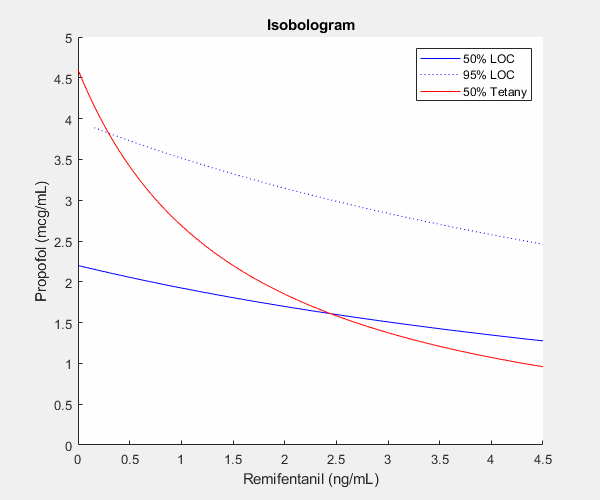 Isobologram
50% LOC
95% LOC
50% Tetany
5
4.5
4
3.5
3
2.5
2
1.5
1
0.5
0
Propofol (mcg/mL)
0 0.5 1 1.5 2 2.5 3 3.5 4 4.5
Remifentanil (ng/mL)